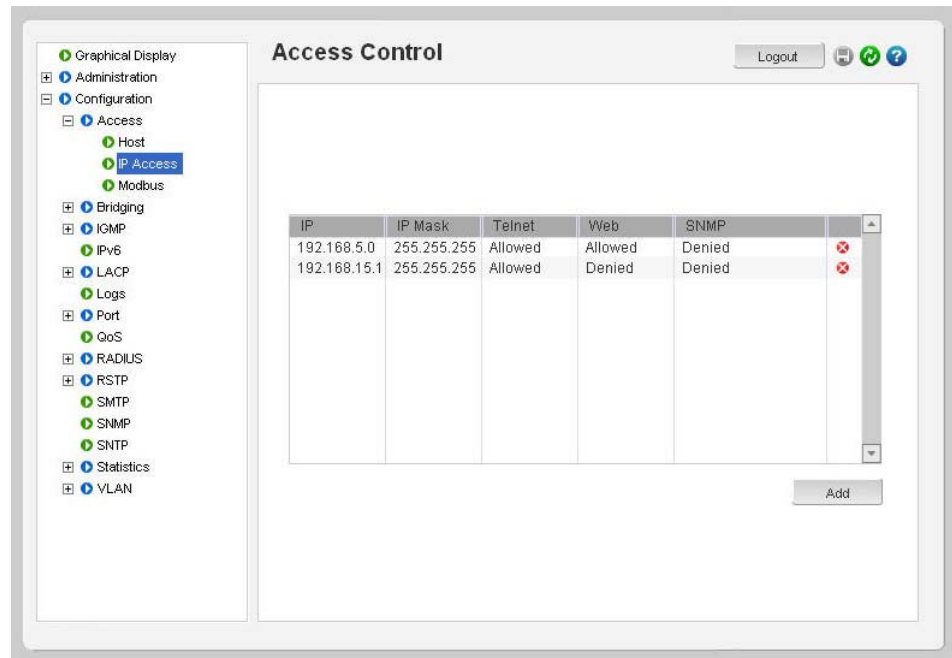 Graphical Display
Administration
Configuration
Access
Host
IP Access
Modbus
Bridging
IGMP
IPv6
LACP
Logs
Port
QoS
RADIUS
RSTP
SMTP
SNMP
SNTP
Statistics
VLAN
Access Control
Logout
IP IP Mask Telnet Web SNMP
192.168.5.0 255.255.255 Allowed Allowed Denied
192.168.15.1 255.255.255 Allowed Denied Denied
Add